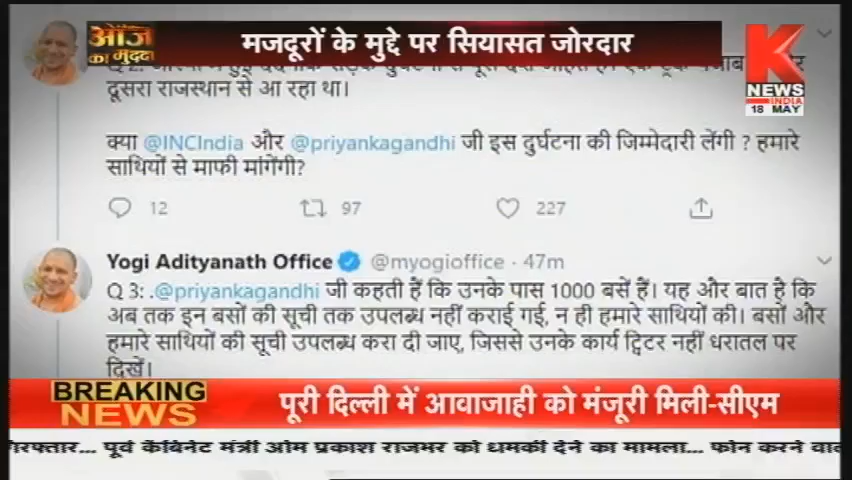 आज
का मुद्दा
मजदूरों के मुद्दे पर सियासत जोरदार
K
NEWS
INDIA
18 MAY
दूसरा राजस्थान से आ रहा था।
क्या @INCIndia और @priyankagandhi जी इस दुर्घटना की जिम्मेदारी लेंगी ? हमारे
साथियों से माफी मांगेंगी?
12 97 227
Yogi Adityanath Office @myogioffice · 47m
Q 3: .@priyankagandhi जी कहती हैं कि उनके पास 1000 बसें हैं। यह और बात है कि
अब तक इन बसों की सूची तक उपलब्ध नहीं कराई गई, न ही हमारे साथियों की। बसों और
हमारे साथियों की सूची उपलब्ध करा दी जाए, जिससे उनके कार्य ट्विटर नहीं धरातल पर
दिखें।
BREAKING
NEWS
पूरी दिल्ली में आवाजाही को मंजूरी मिली-सीएम
गिरफ्तार... पूर्व कैबिनेट मंत्री ओम प्रकाश राजभर को धमकी देने का मामला... फोन करने वाल